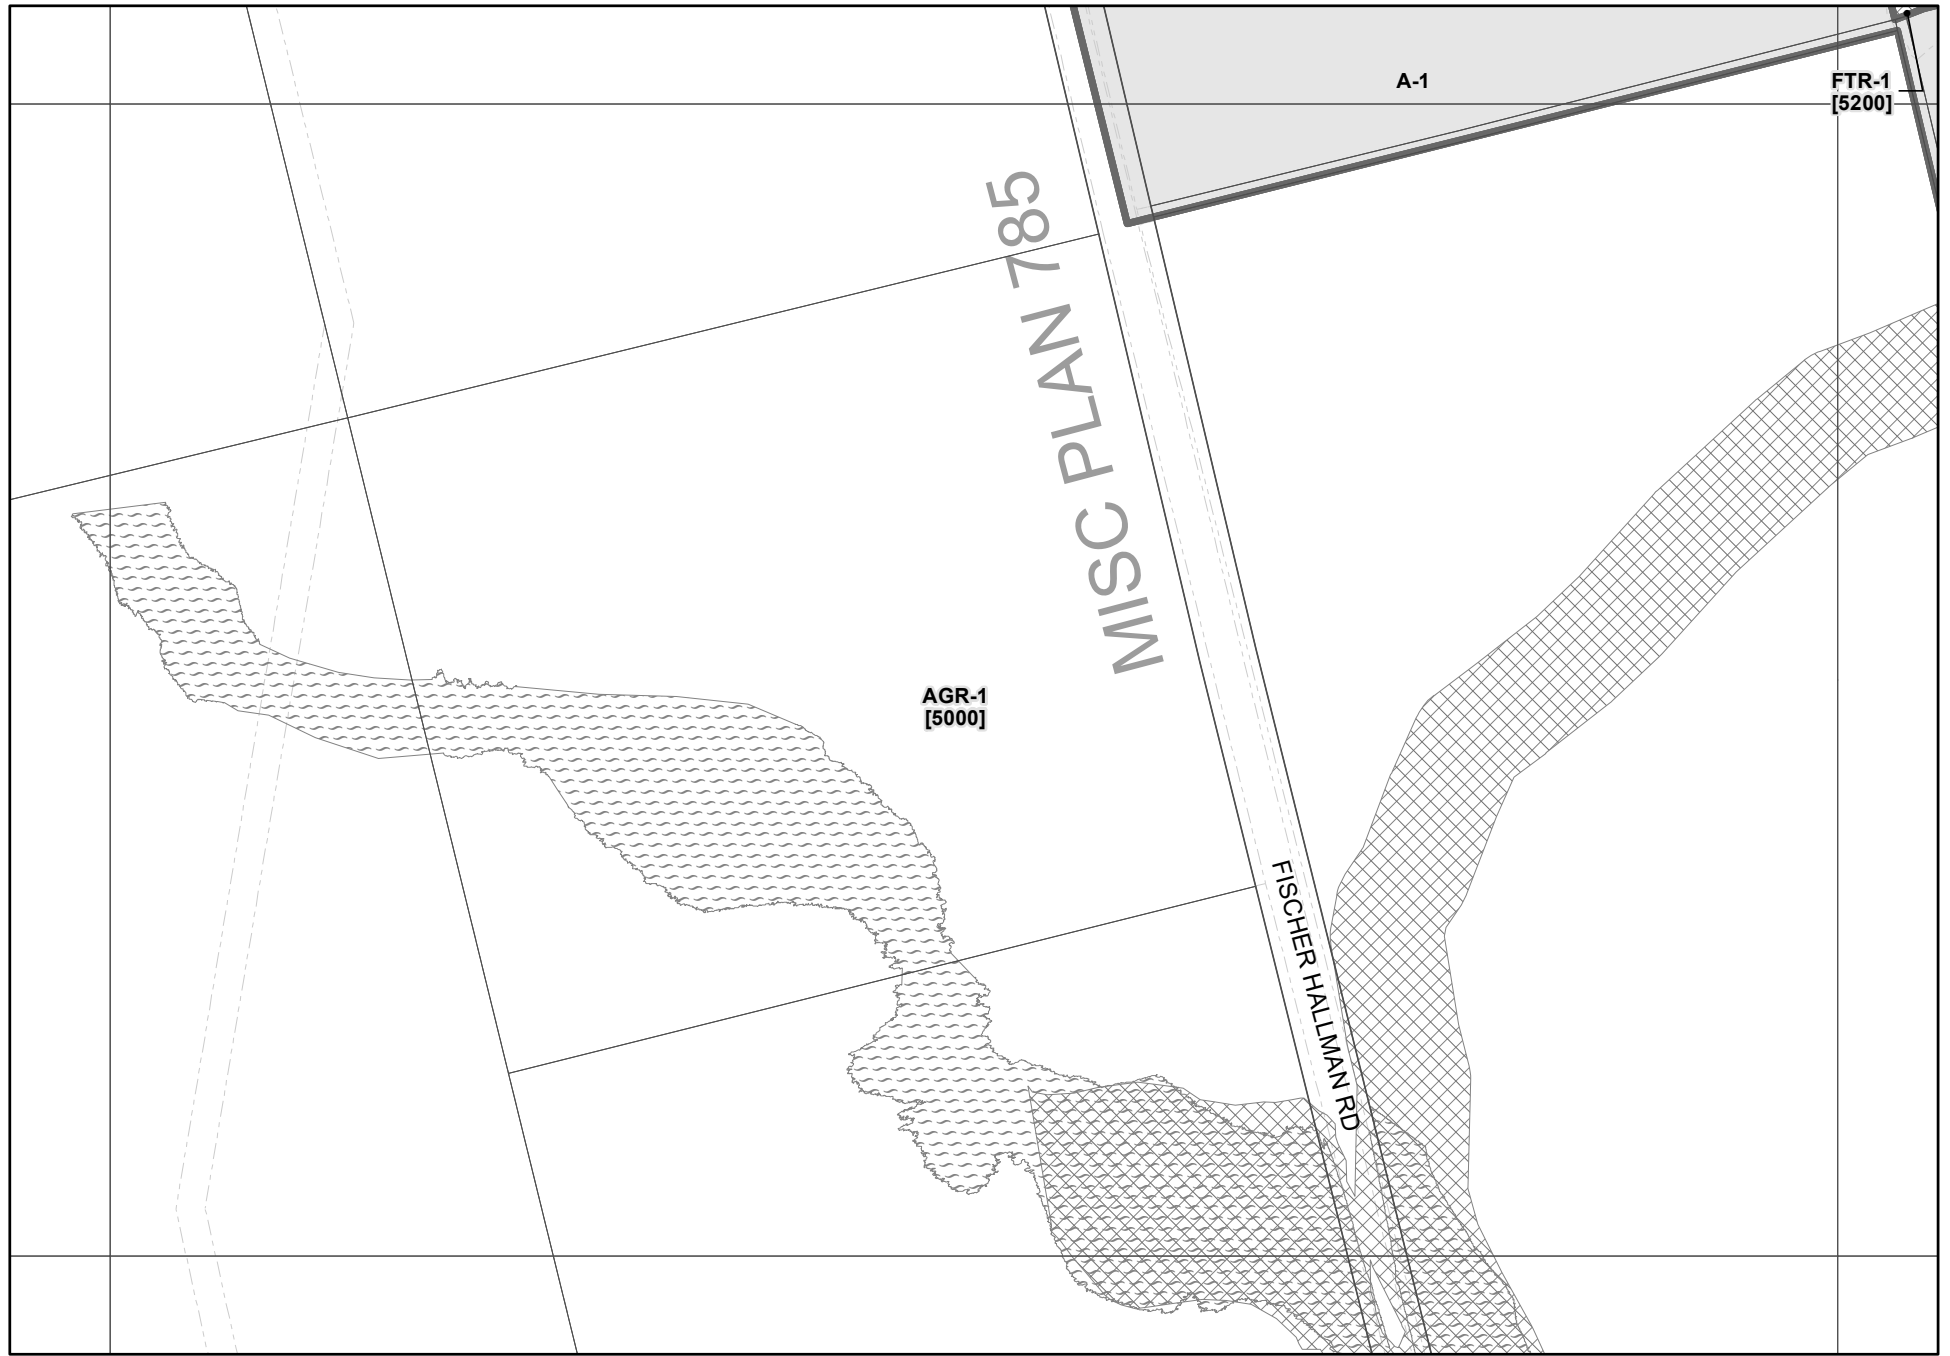 A-1
FTR-1
[5200]
MISC PLAN 785
AGR-1
[5000]
FISCHER HALLMAN RD